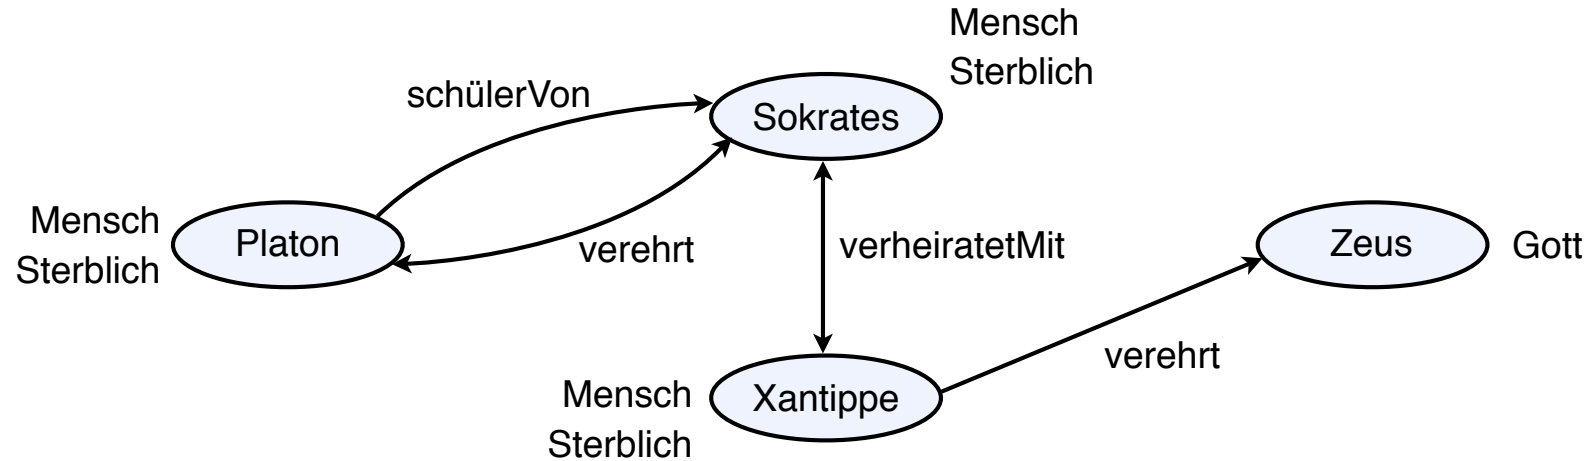 Mensch
Sterblich
schülerVon
Sokrates
Mensch
Sterblich
Platon
verehrt
verheiratetMit
Zeus
Gott
verehrt
Mensch
Sterblich
Xantippe